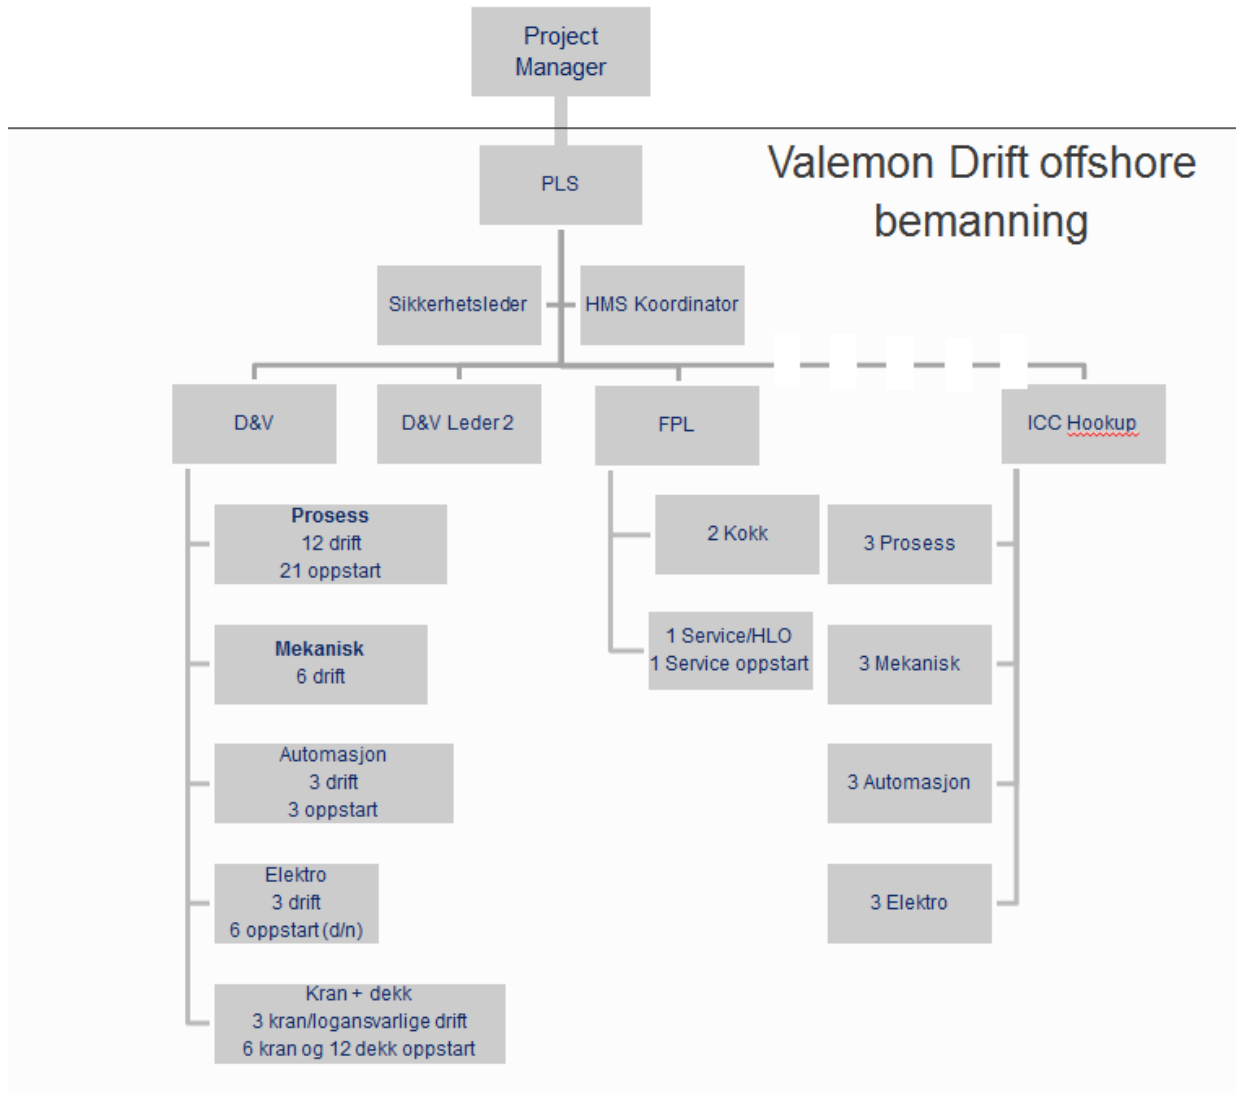 Project
Manager
PLS
Valemon Drift offshore
bemanning
Sikkerhetsleder
HMS Koordinator
D&V
D&V Leder 2
FPL
ICC Hookup
Prosess
12 drift
21 oppstart
Mekanisk
6 drift
Automasjon
3 drift
3 oppstart
Elektro
3 drift
6 oppstart (d/n)
Kran + dekk
3 kran/logansvarlige drift
6 kran og 12 dekk oppstart
2 Kokk
1 Service/HLO
1 Service oppstart
3 Prosess
3 Mekanisk
3 Automasjon
3 Elektro